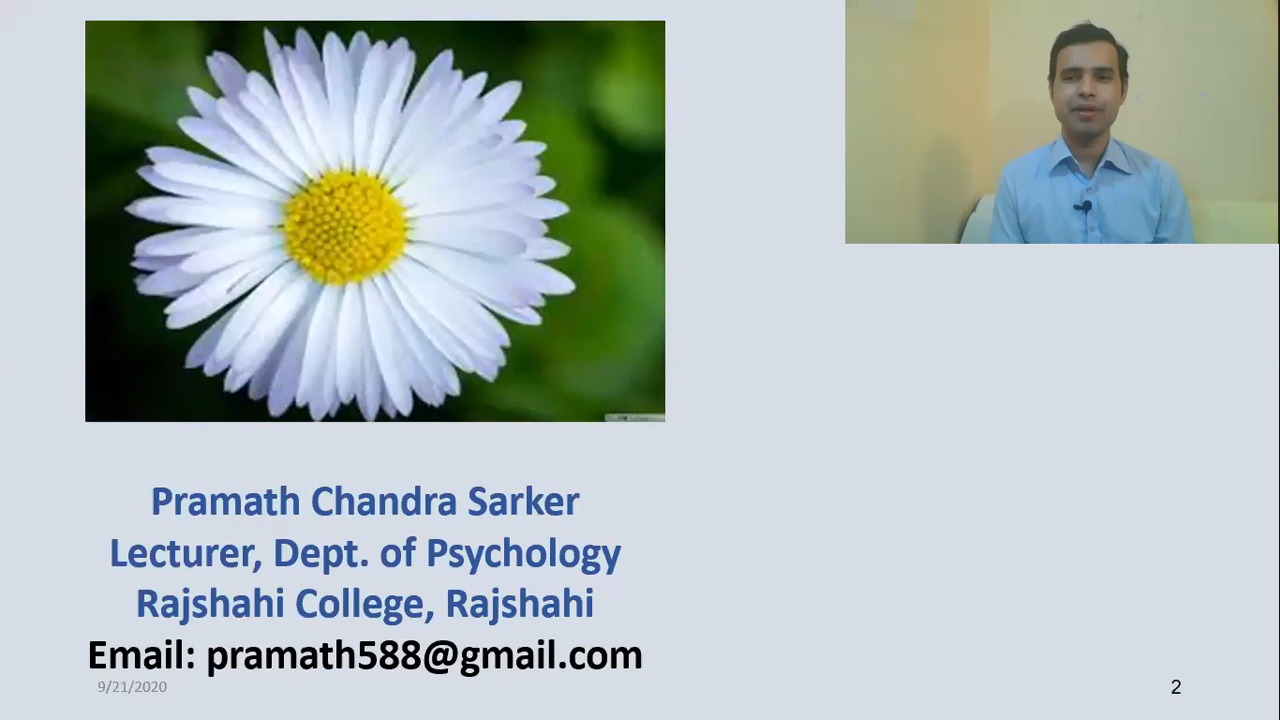 Pramath Chandra Sarker
Lecturer, Dept. of Psychology
Rajshahi College, Rajshahi
Email: pramath588@gmail.com
9/21/2020
2